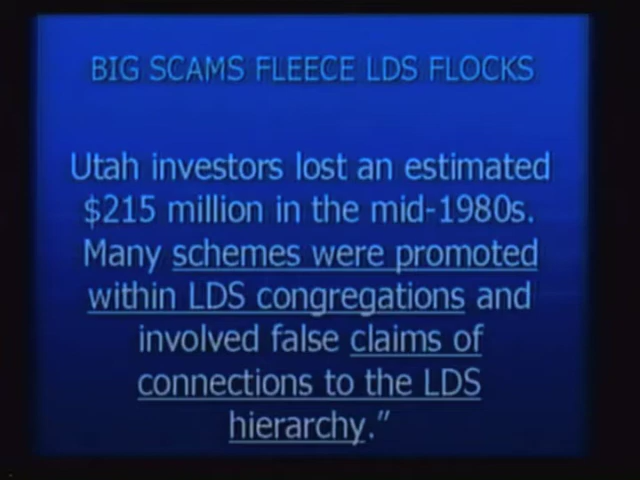 BIG SCAMS FLEECE LDS FLOCKS
Utah investors lost an estimated
$215 million in the mid-1980s.
Many schemes were promoted
within LDS congregations and
involved false claims of
connections to the LDS
hierarchy.”